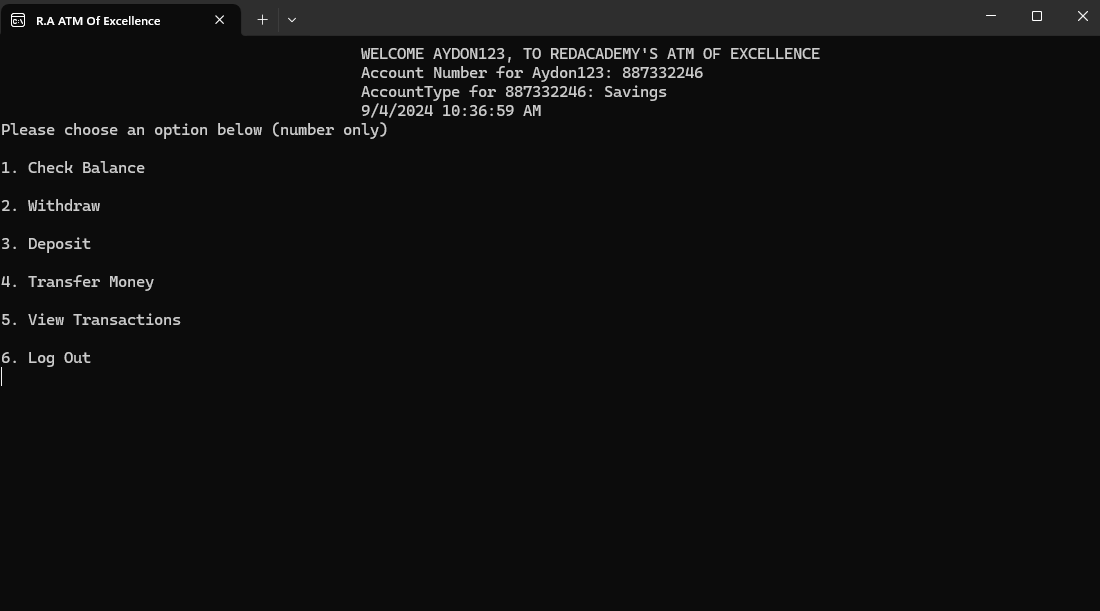 R.A ATM Of Excellence
WELCOME AYDON123, TO REDACADEMY'S ATM OF EXCELLENCE
Account Number for Aydon123: 887332246
AccountType for 887332246: Savings
9/4/2024 10:36:59 AM
Please choose an option below (number only)
1. Check Balance
2. Withdraw
3. Deposit
4. Transfer Money
5. View Transactions
6. Log Out